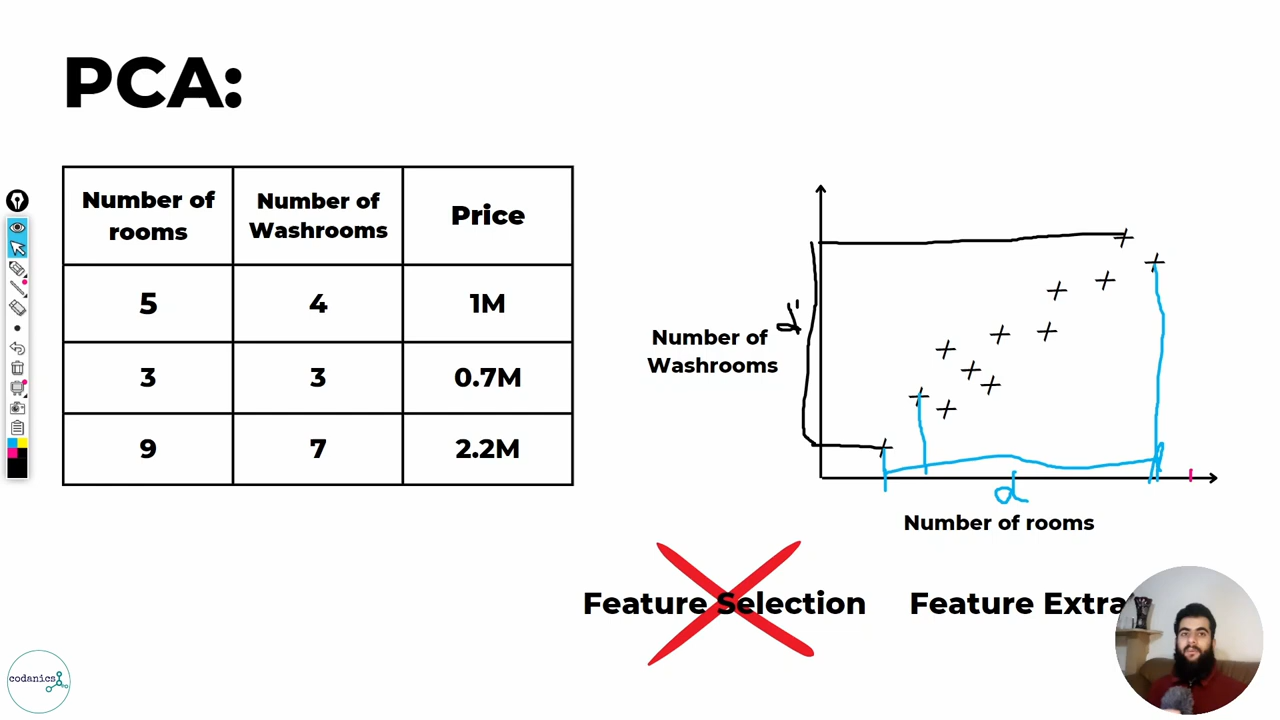 PCA:
Number of rooms
Number of Washrooms
Price
5
4
1M
3
3
0.7M
9
7
2.2M
d'
Number of
Washrooms
d
Number of rooms
Feature Selection
Feature Extra
codanics